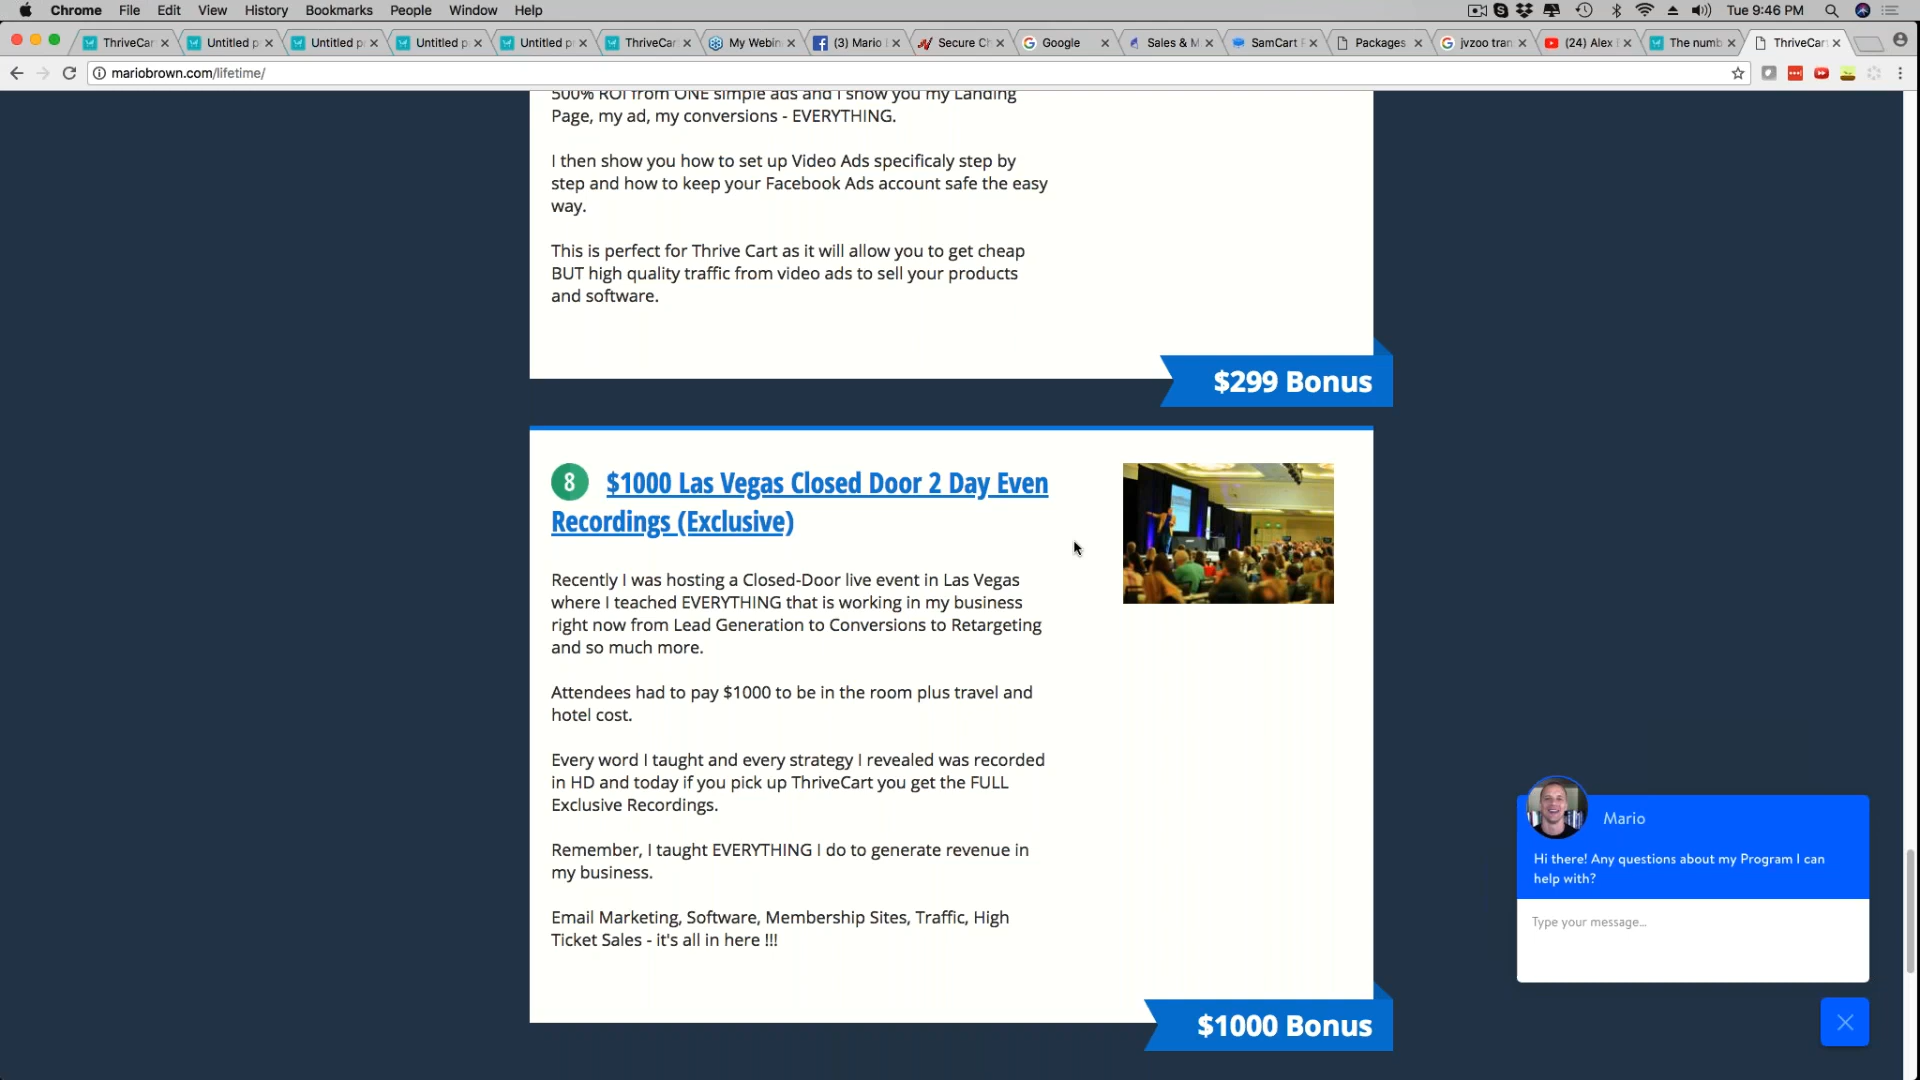 Chrome File Edit View History Bookmarks People Window Help Tue 9:46 PM
ThriveCar Untitled p Untitled p Untitled p Untitled p ThriveCar My Webin (3) Mario Secure Ch Google Sales & M SamCart Packages jvzoo tran (24) Alex The numb ThriveCar
mariobrown.com/lifetime/
500% ROI from ONE simple ads and I show you my Landing
Page, my ad, my conversions - EVERYTHING.
I then show you how to set up Video Ads specificaly step by
step and how to keep your Facebook Ads account safe the easy
way.
This is perfect for Thrive Cart as it will allow you to get cheap
BUT high quality traffic from video ads to sell your products
and software.
$299 Bonus
8 $1000 Las Vegas Closed Door 2 Day Even
Recordings (Exclusive)
Recently I was hosting a Closed-Door live event in Las Vegas
where I teached EVERYTHING that is working in my business
right now from Lead Generation to Conversions to Retargeting
and so much more.
Attendees had to pay $1000 to be in the room plus travel and
hotel cost.
Every word I taught and every strategy I revealed was recorded
in HD and today if you pick up ThriveCart you get the FULL
Exclusive Recordings.
Remember, I taught EVERYTHING I do to generate revenue in
my business.
Email Marketing, Software, Membership Sites, Traffic, High
Ticket Sales - it's all in here !!!
$1000 Bonus
Mario
Hi there! Any questions about my Program I can
help with?
Type your message...